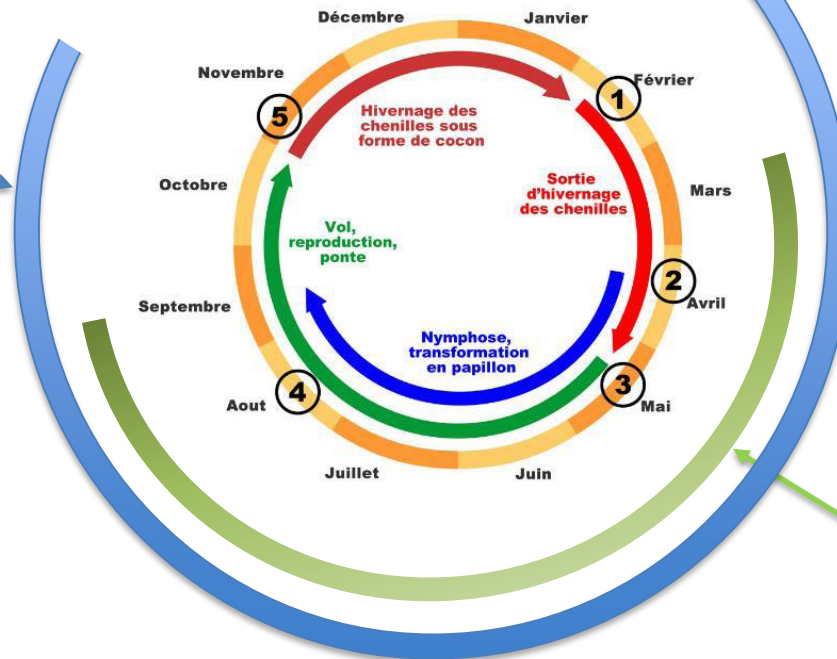 Décembre
Janvier
Novembre
Février
5
1
Hivernage des
chenilles sous
forme de cocon
Octobre
Sortie
d'hivernage
des chenilles
Mars
Vol,
reproduction,
ponte
2
Avril
Septembre
Nymphose,
transformation
en papillon
3
Mai
4
Aout
Juillet
Juin